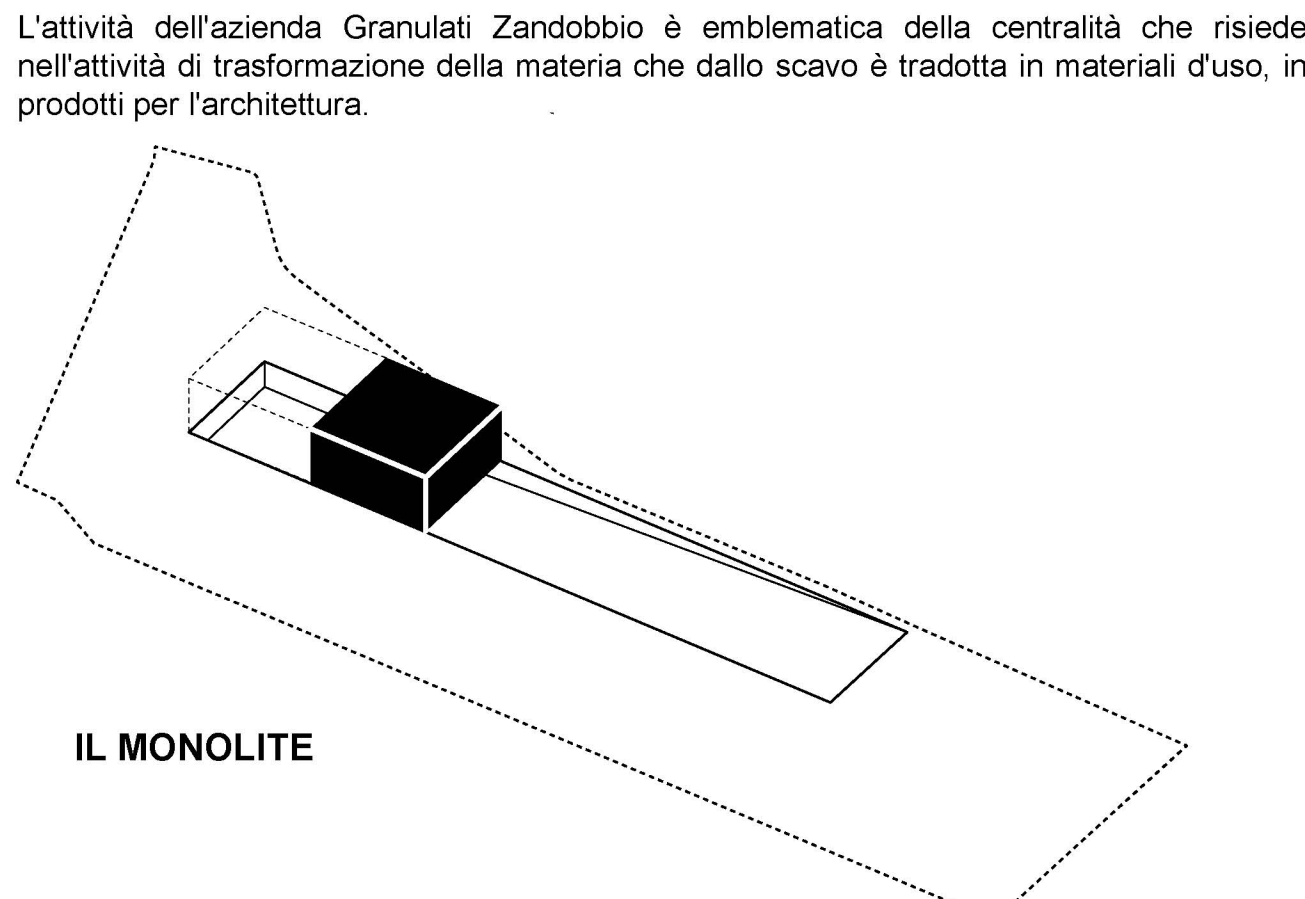 L'attività dell'azienda Granulati Zandobbio è emblematica della centralità che risiede
nell'attività di trasformazione della materia che dallo scavo è tradotta in materiali d'uso, in
prodotti per l'architettura.
IL MONOLITE